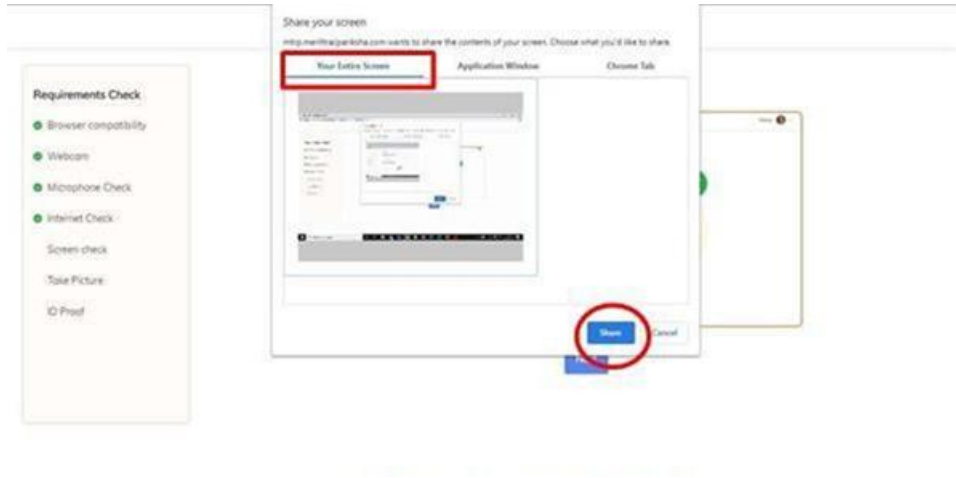 Share your screen
wants to share the contents of your screen. Choose what you'd like to share.
Your Entire Screen Application Window Chrome Tab
Requirements Check
Browser compatibility
Webcam
Microphone Check
Internet Check
Screen check
Take Picture
ID Proof
Share Cancel